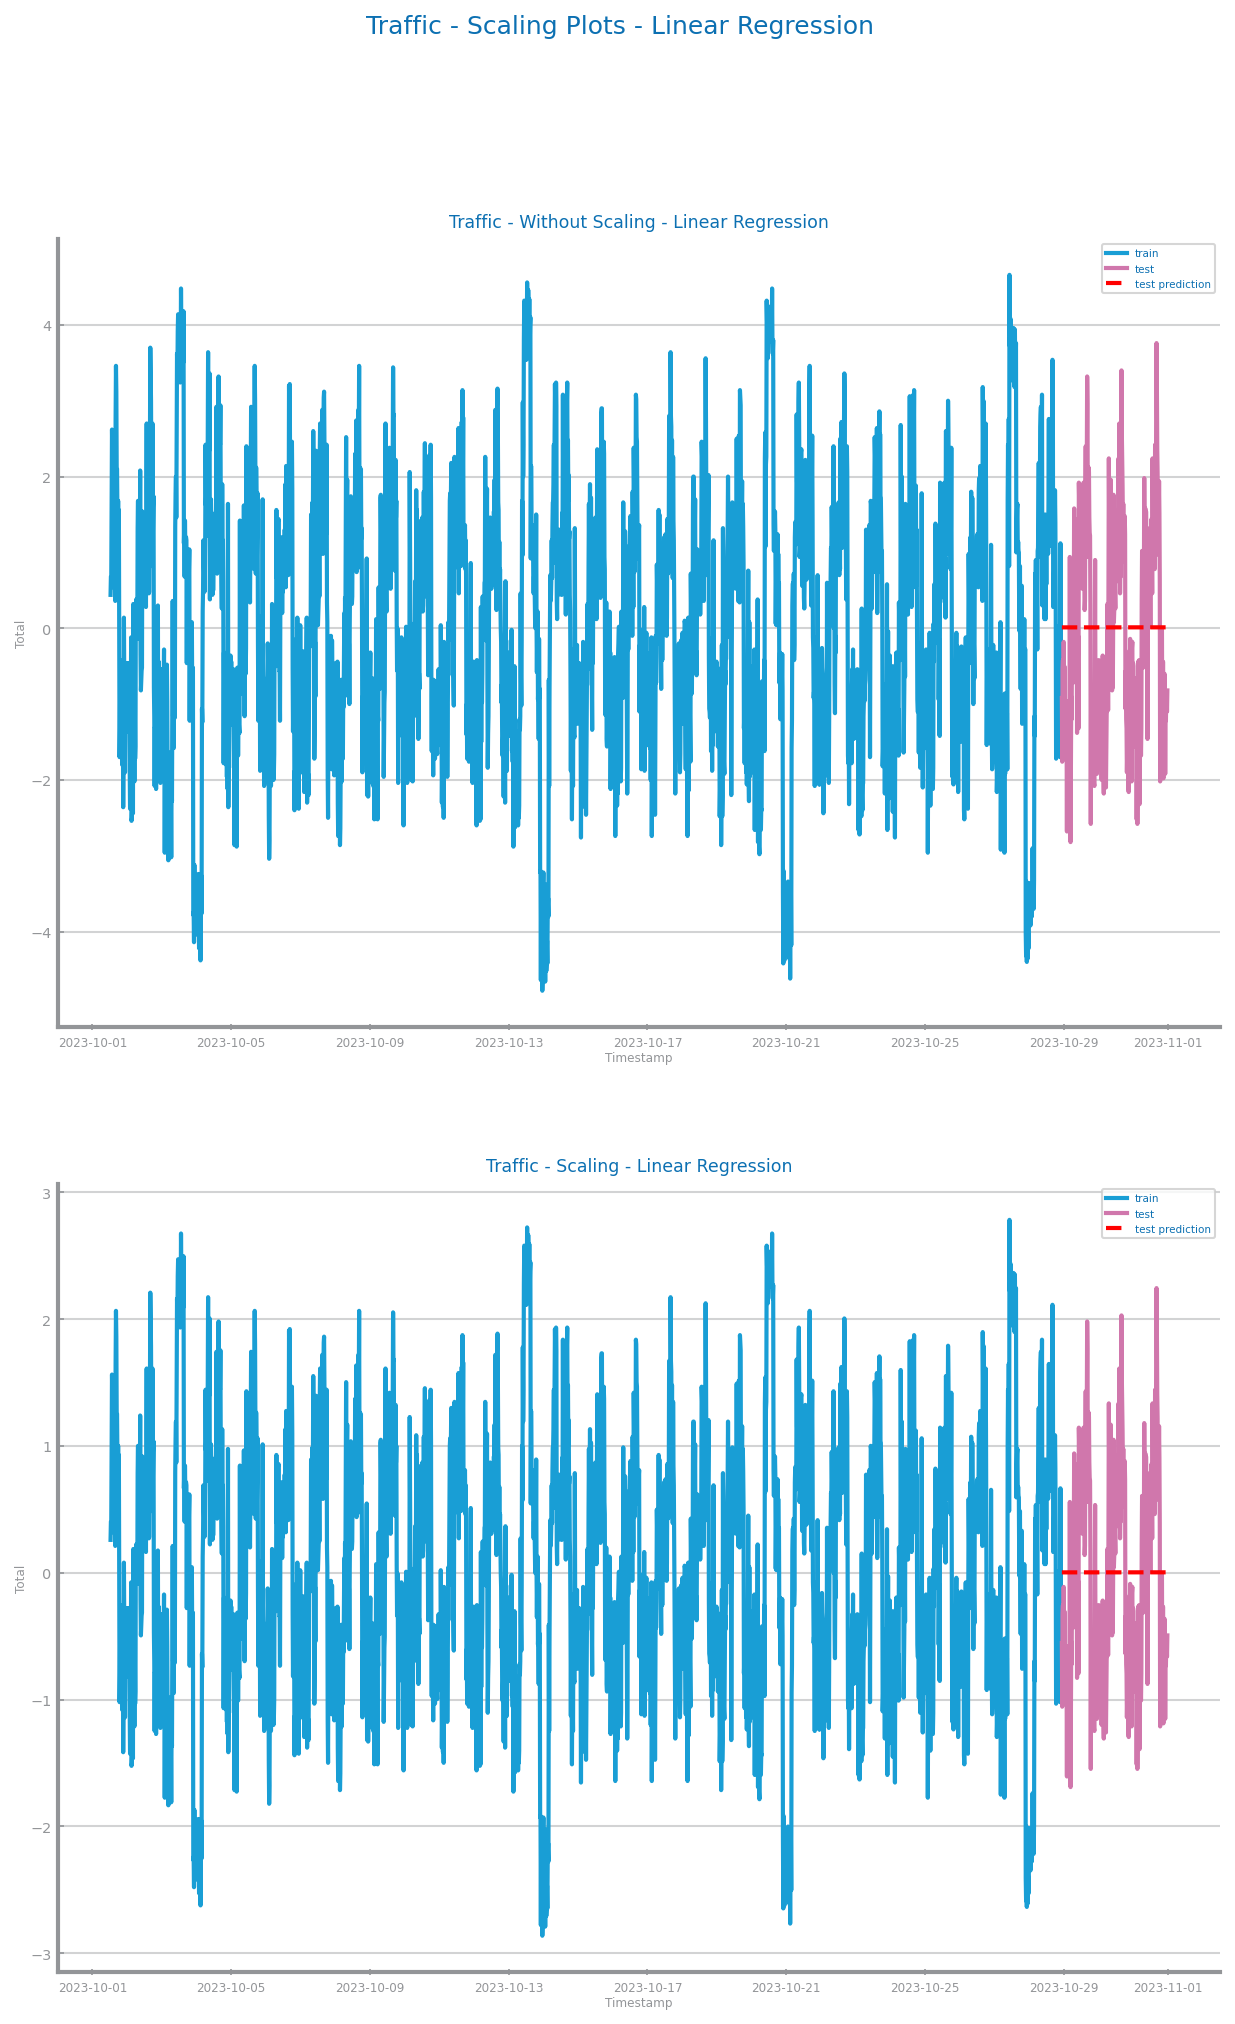 Traffic - Scaling Plots - Linear Regression
Traffic - Without Scaling - Linear Regression
train
test
test prediction
4
2
0
−2
−4
Total
2023-10-01 2023-10-05 2023-10-09 2023-10-13 2023-10-17 2023-10-21 2023-10-25 2023-10-29 2023-11-01
Timestamp
Traffic - Scaling - Linear Regression
train
test
test prediction
3
2
1
0
−1
−2
−3
Total
2023-10-01 2023-10-05 2023-10-09 2023-10-13 2023-10-17 2023-10-21 2023-10-25 2023-10-29 2023-11-01
Timestamp